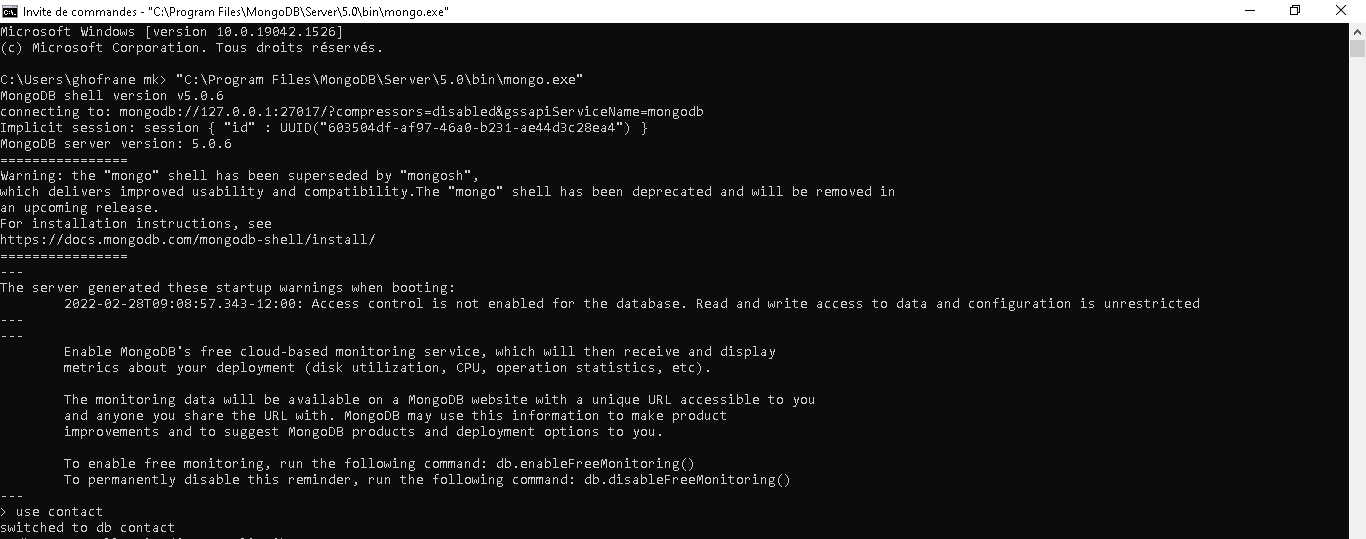 Invite de commandes - "C:\Program Files\MongoDB\Server\5.0\bin\mongo.exe"
Microsoft Windows [version 10.0.19042.1526]
(c) Microsoft Corporation. Tous droits réservés.
C:\Users\ghofrane mk> "C:\Program Files\MongoDB\Server\5.0\bin\mongo.exe"
MongoDB shell version v5.0.6
connecting to: mongodb://127.0.0.1:27017/?compressors=disabled&gssapiServiceName=mongodb
Implicit session: session { "id" : UUID("603504df-af97-46a0-b231-ae44d3c28ea4") }
MongoDB server version: 5.0.6
================
Warning: the "mongo" shell has been superseded by "mongosh",
which delivers improved usability and compatibility.The "mongo" shell has been deprecated and will be removed in
an upcoming release.
For installation instructions, see
https://docs.mongodb.com/mongodb-shell/install/
================
---
The server generated these startup warnings when booting:
2022-02-28T09:08:57.343-12:00: Access control is not enabled for the database. Read and write access to data and configuration is unrestricted
---
---
Enable MongoDB's free cloud-based monitoring service, which will then receive and display
metrics about your deployment (disk utilization, CPU, operation statistics, etc).
The monitoring data will be available on a MongoDB website with a unique URL accessible to you
and anyone you share the URL with. MongoDB may use this information to make product
improvements and to suggest MongoDB products and deployment options to you.
To enable free monitoring, run the following command: db.enableFreeMonitoring()
To permanently disable this reminder, run the following command: db.disableFreeMonitoring()
---
> use contact
switched to db contact